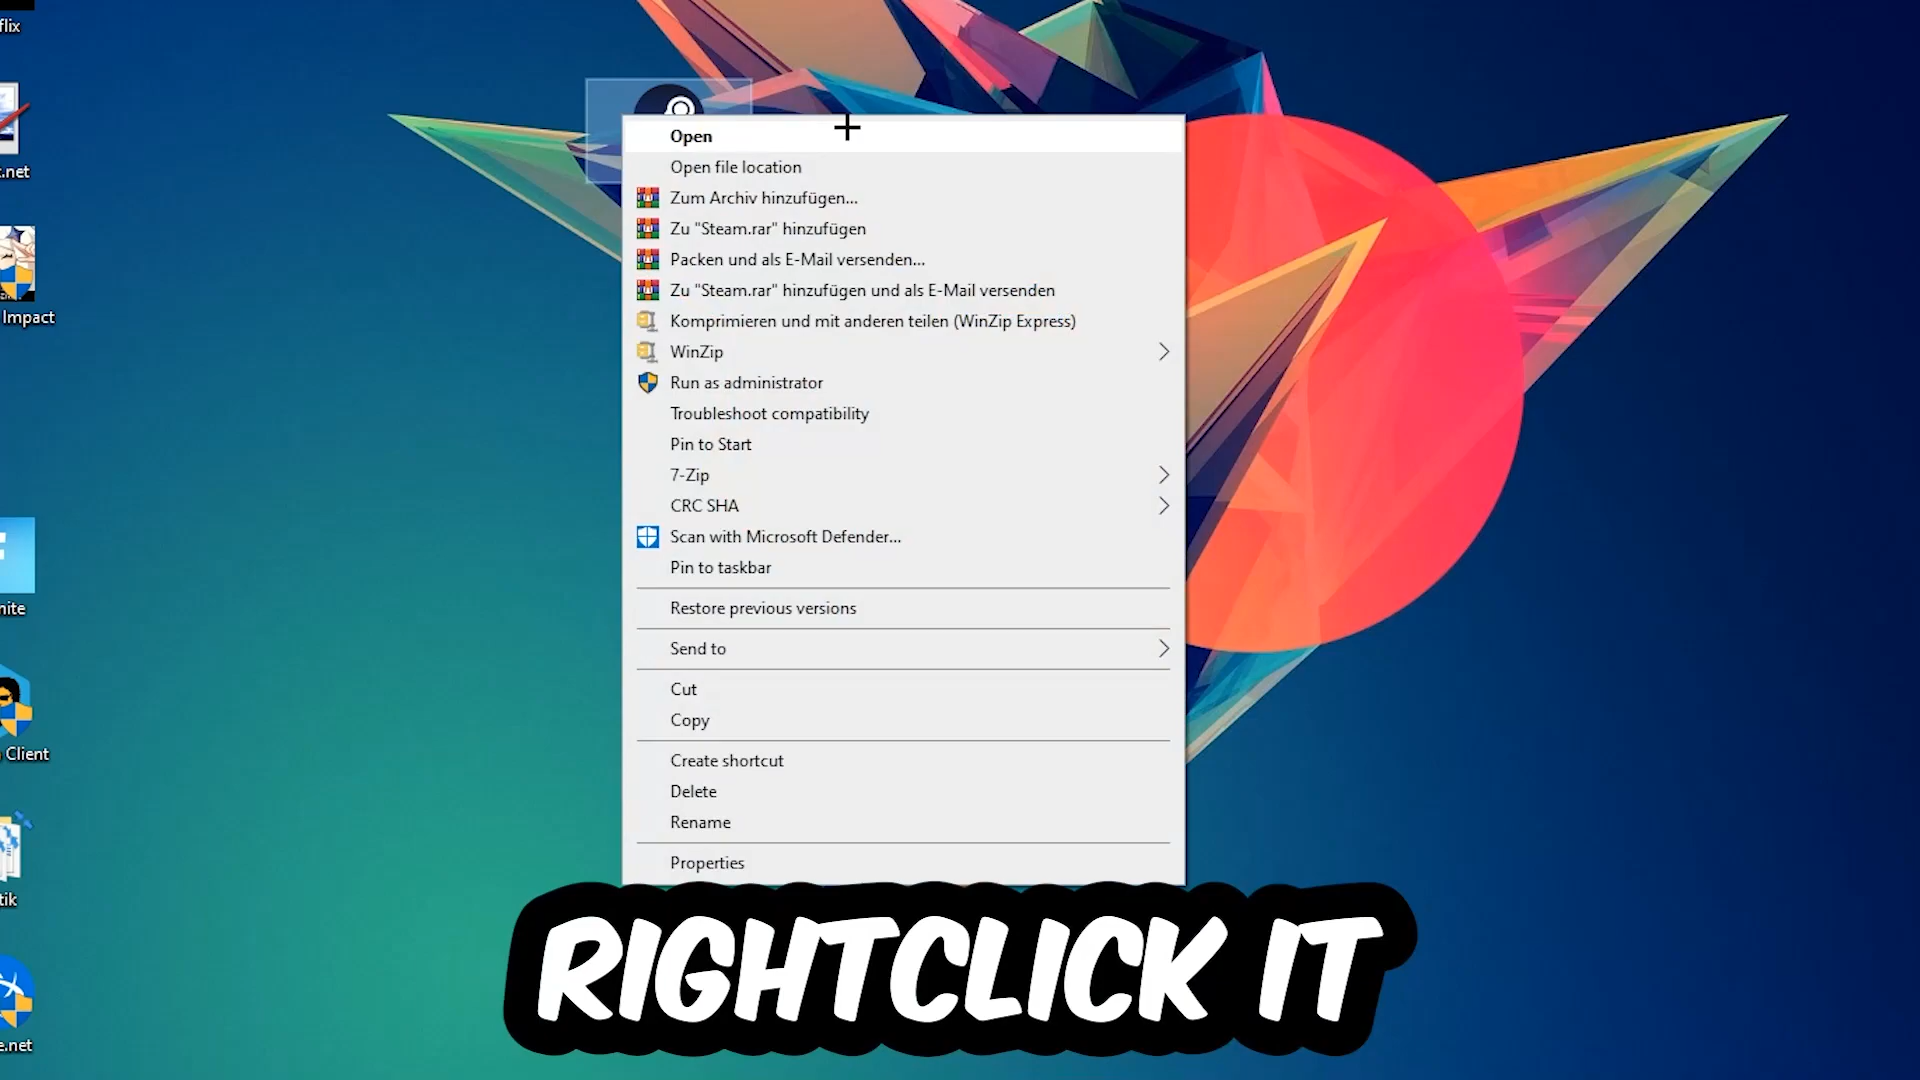 flix
.net
Impact
nite
Client
tik
e.net
Open
Open file location
Zum Archiv hinzufügen...
Zu "Steam.rar" hinzufügen
Packen und als E-Mail versenden...
Zu "Steam.rar" hinzufügen und als E-Mail versenden
Komprimieren und mit anderen teilen (WinZip Express)
WinZip
Run as administrator
Troubleshoot compatibility
Pin to Start
7-Zip
CRC SHA
Scan with Microsoft Defender...
Pin to taskbar
Restore previous versions
Send to
Cut
Copy
Create shortcut
Delete
Rename
Properties
RIGHTCLICK IT